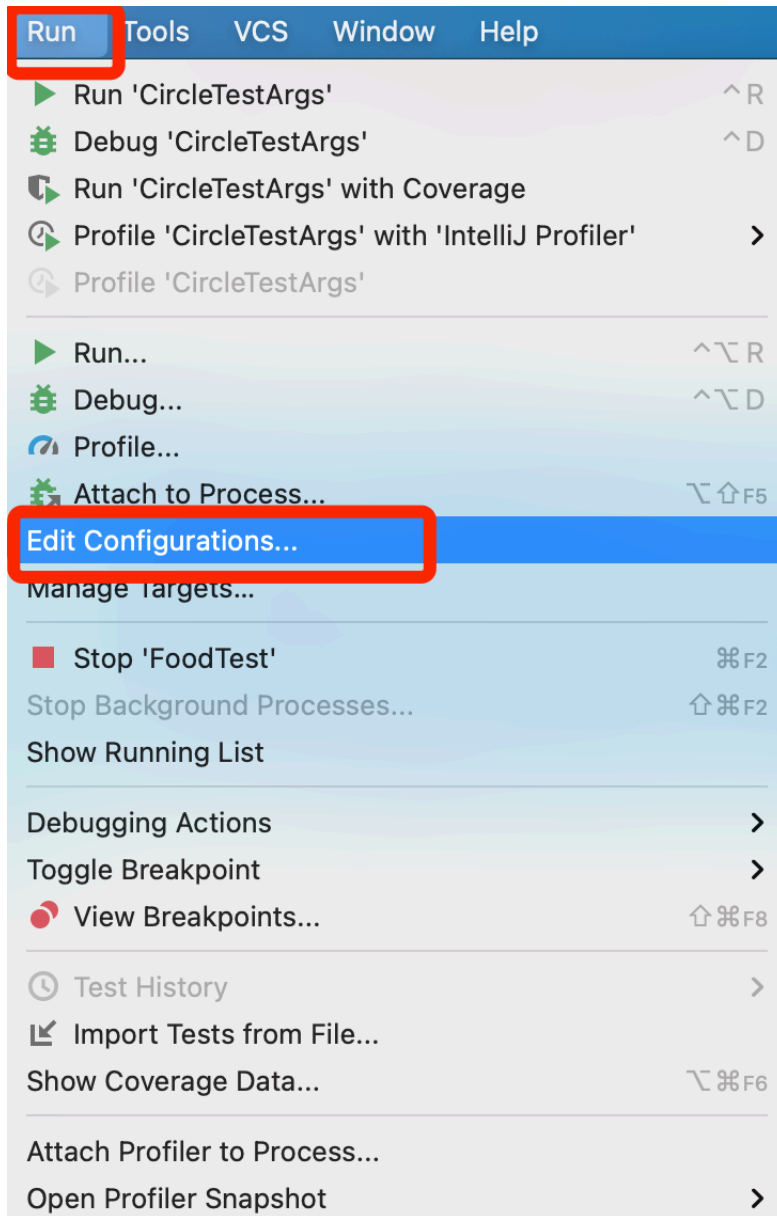 Run Tools VCS Window Help
Run 'CircleTestArgs' ^ R
Debug 'CircleTestArgs' ^ D
Run 'CircleTestArgs' with Coverage
Profile 'CircleTestArgs' with 'IntelliJ Profiler'
Profile 'CircleTestArgs'
Run... ^⌥ R
Debug... ^⌥ D
Profile...
Attach to Process... ⌥⇧F5
Edit Configurations...
Manage Targets...
Stop 'FoodTest' ⌘F2
Stop Background Processes... ⇧⌘F2
Show Running List
Debugging Actions
Toggle Breakpoint
View Breakpoints... ⇧⌘F8
Test History
Import Tests from File...
Show Coverage Data... ⌥⌘F6
Attach Profiler to Process...
Open Profiler Snapshot